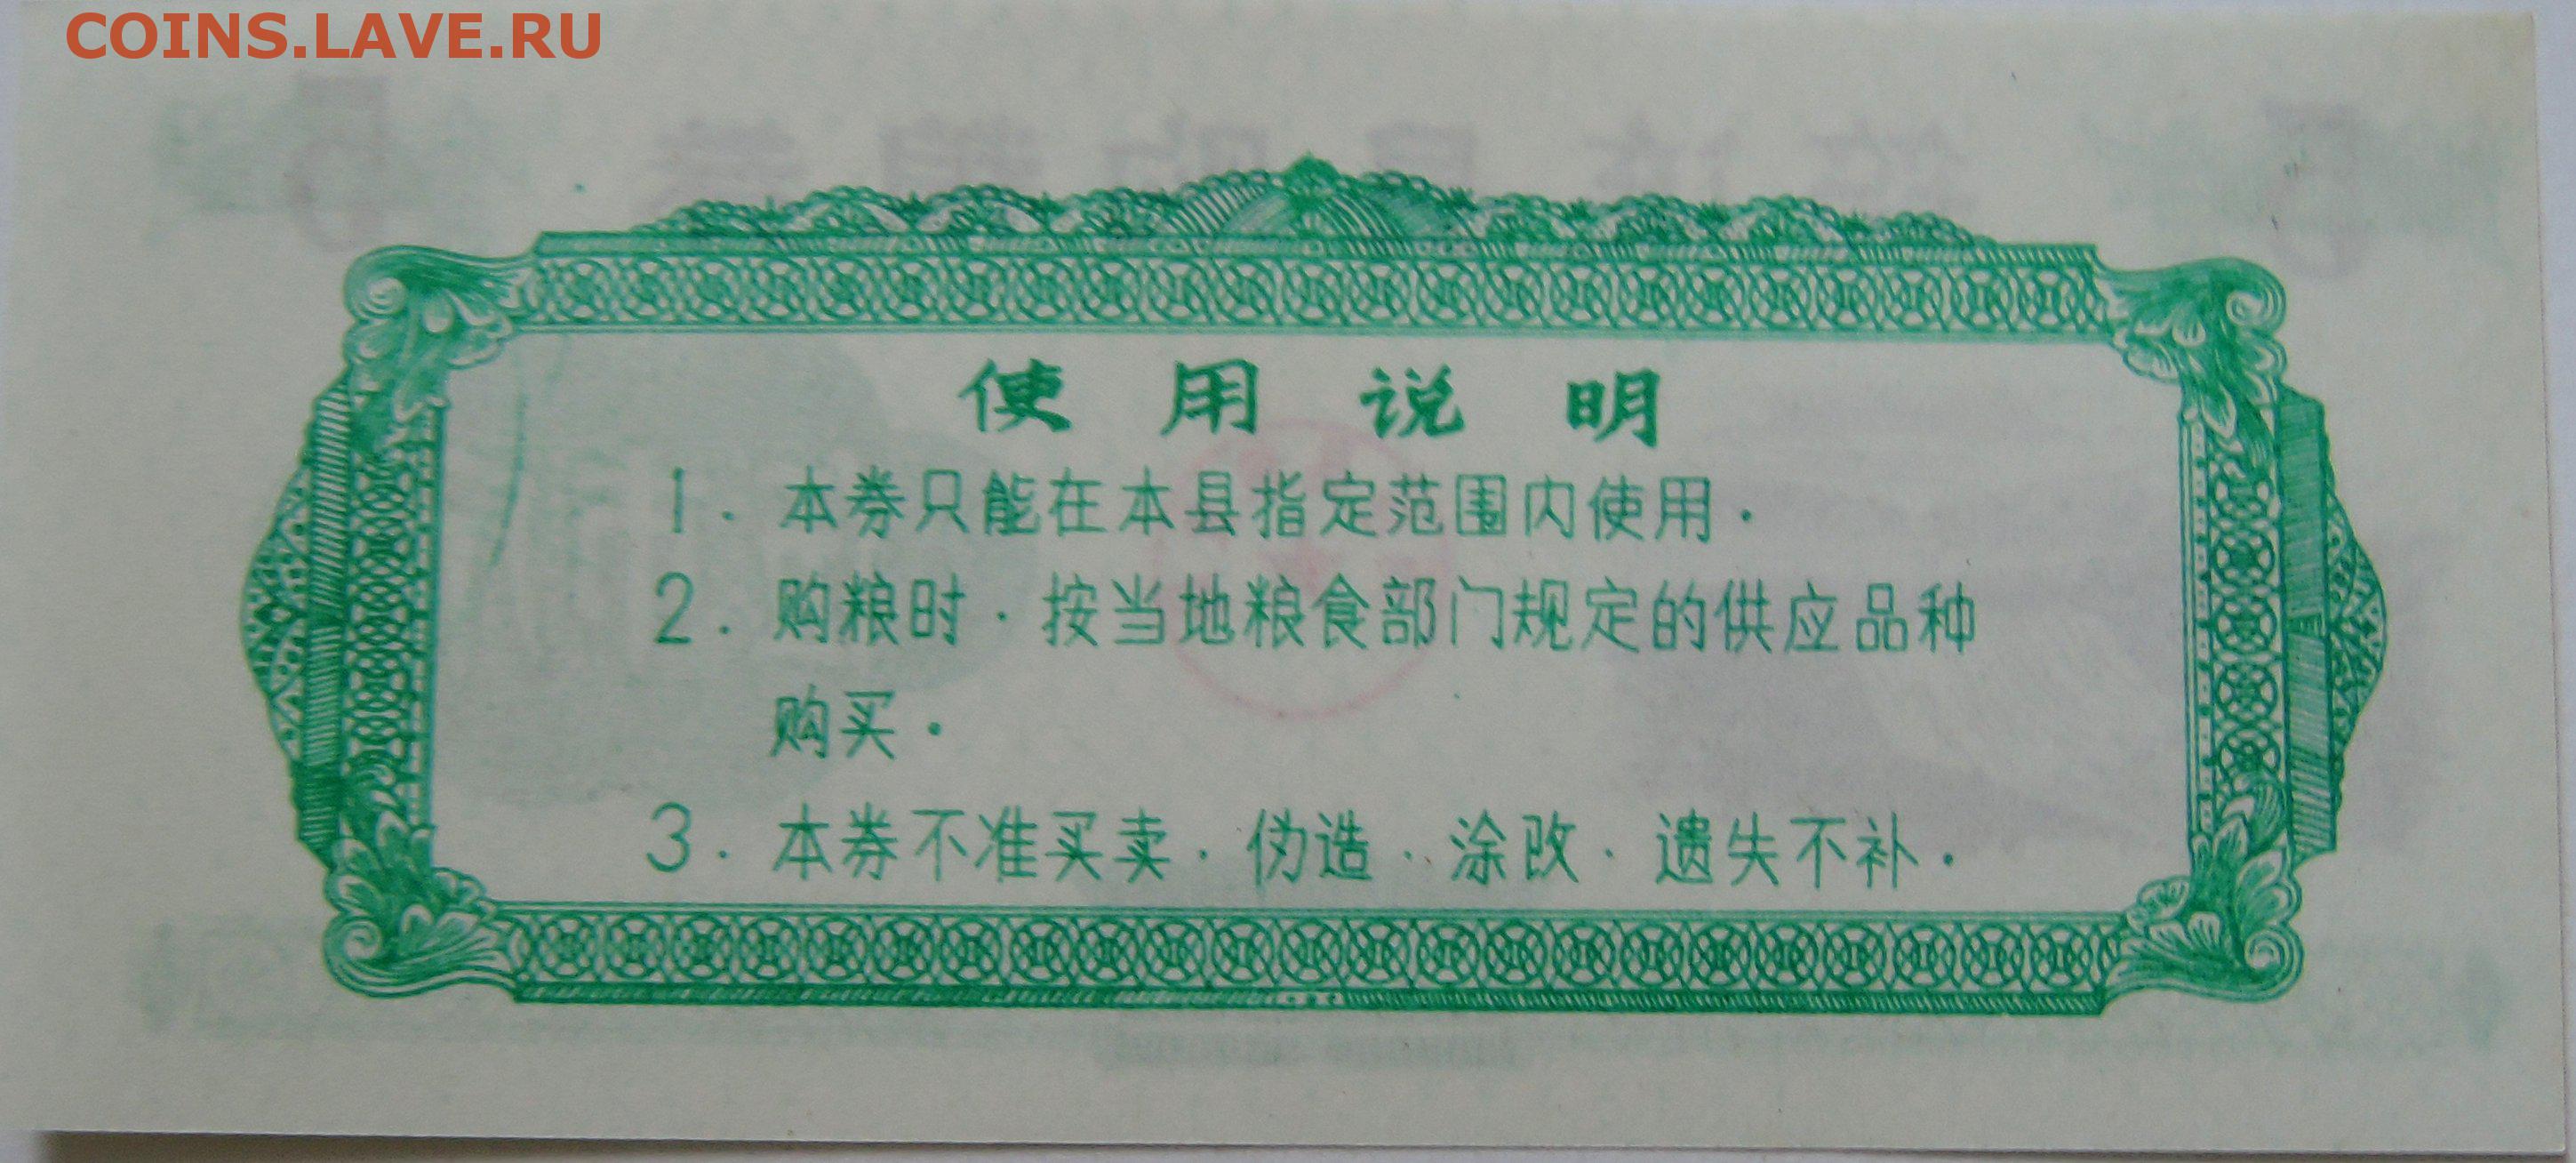 COINS.LAVE.RU
使用说明
1．本券只能在本县指定范围内使用．
2．购粮时．按当地粮食部门规定的供应品种
购买．
3．本券不准买卖．伪造．涂改．遗失不补．